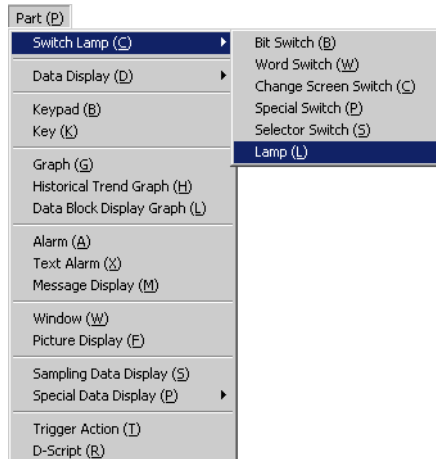 Part (P)
Switch Lamp (C)
Data Display (D)
Keypad (B)
Key (K)
Graph (G)
Historical Trend Graph (H)
Data Block Display Graph (L)
Alarm (A)
Text Alarm (X)
Message Display (M)
Window (W)
Picture Display (F)
Sampling Data Display (S)
Special Data Display (P)
Trigger Action (T)
D-Script (R)
Bit Switch (B)
Word Switch (W)
Change Screen Switch (C)
Special Switch (P)
Selector Switch (S)
Lamp (L)